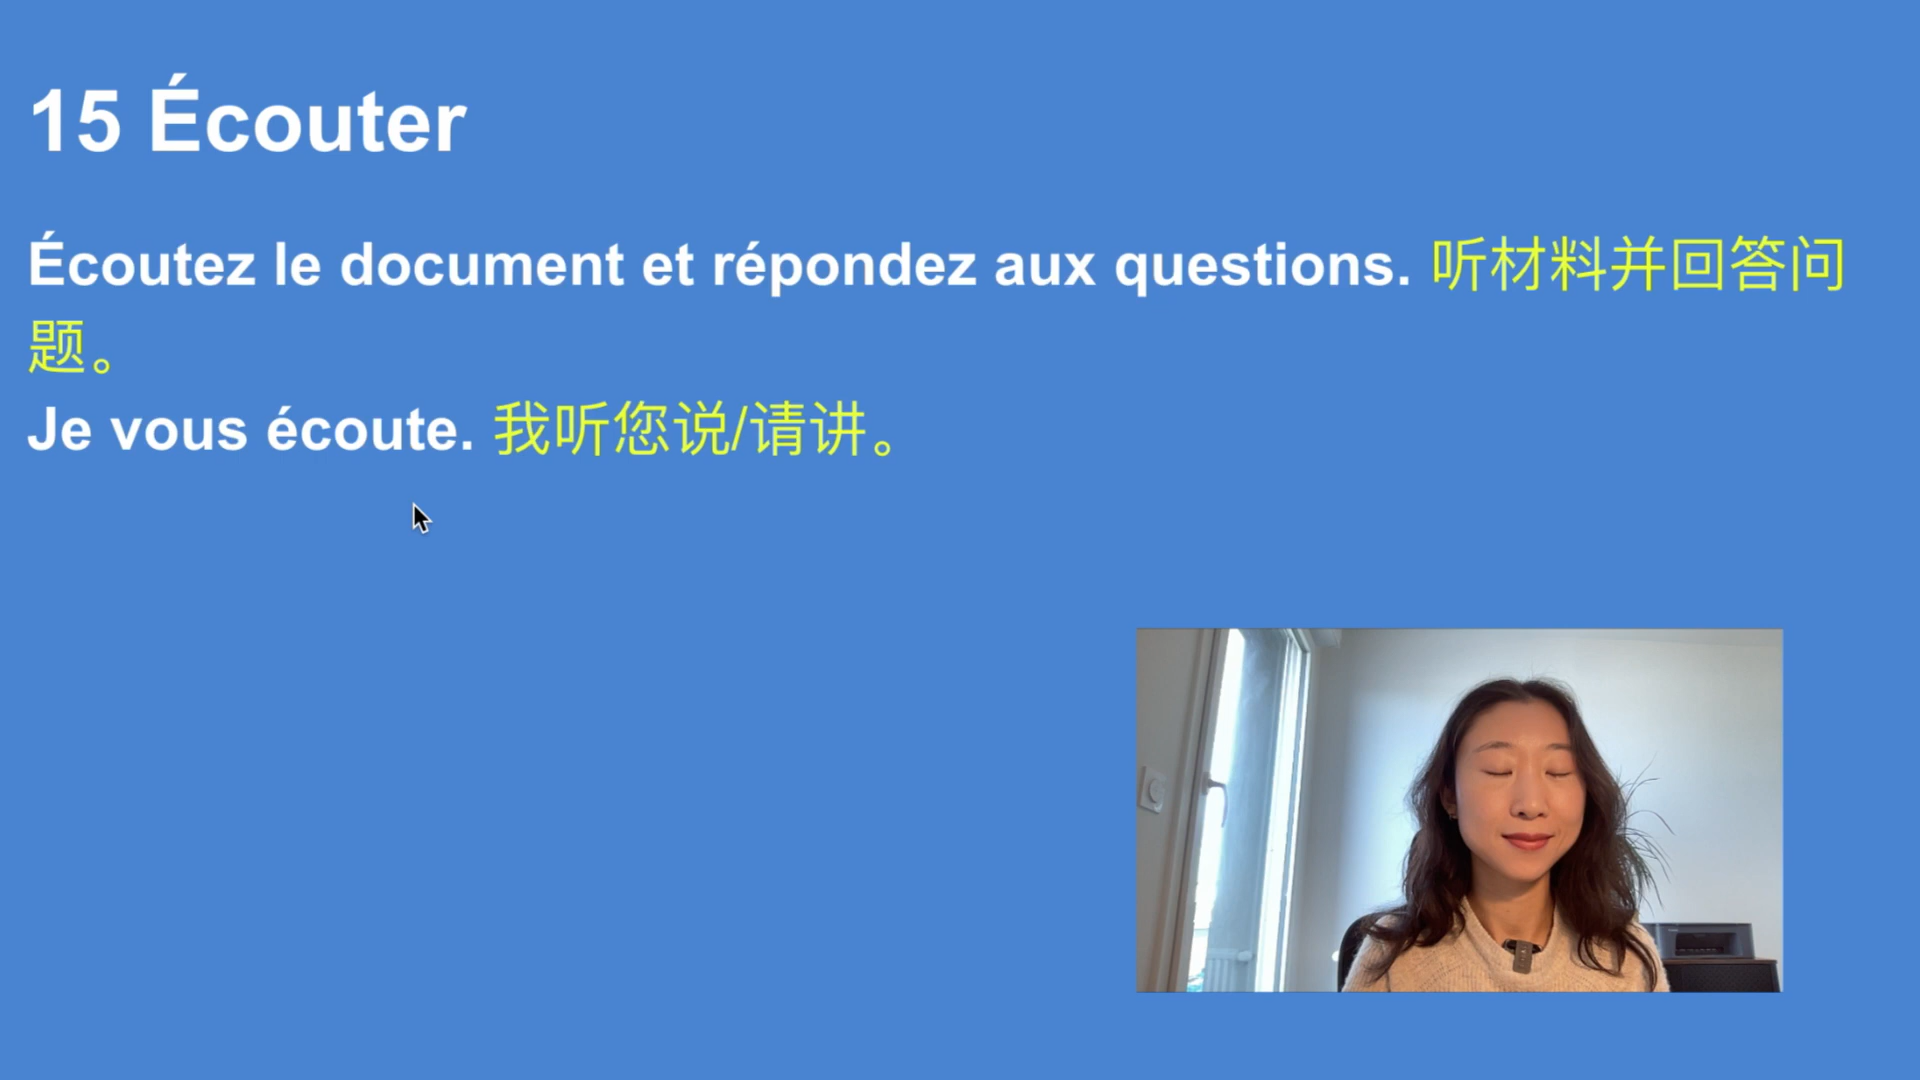 15 Écouter
Écoutez le document et répondez aux questions. 听材料并回答问
题。
Je vous écoute. 我听您说/请讲。